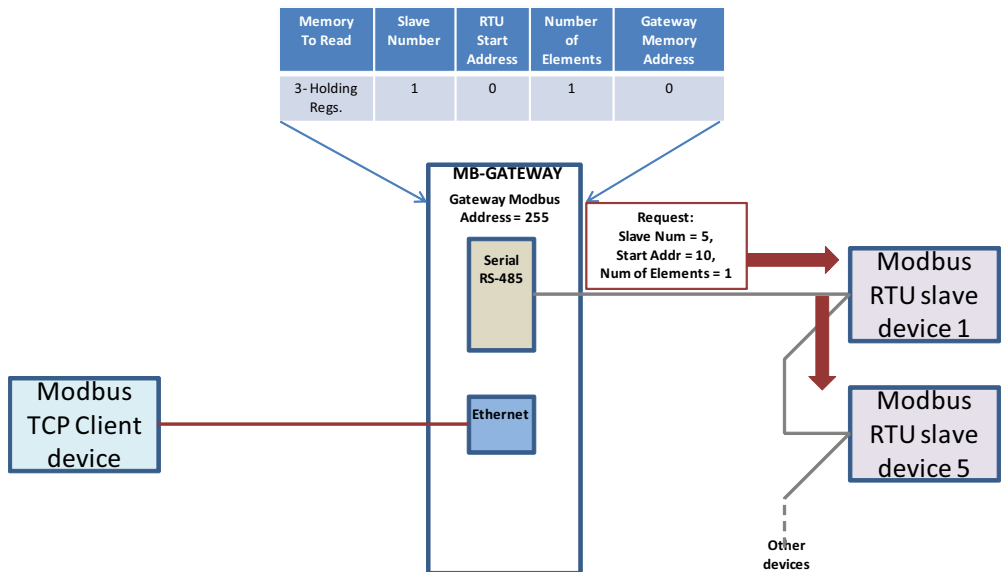 Memory To Read
Slave Number
RTU Start Address
Number of Elements
Gateway Memory Address
3- Holding Regs.
1
0
1
0
MB-GATEWAY
Gateway Modbus
Address = 255
Serial
RS-485
Request:
Slave Num = 5,
Start Addr = 10,
Num of Elements = 1
Modbus
RTU slave
device 1
Ethernet
Modbus
TCP Client
device
Modbus
RTU slave
device 5
Other
devices